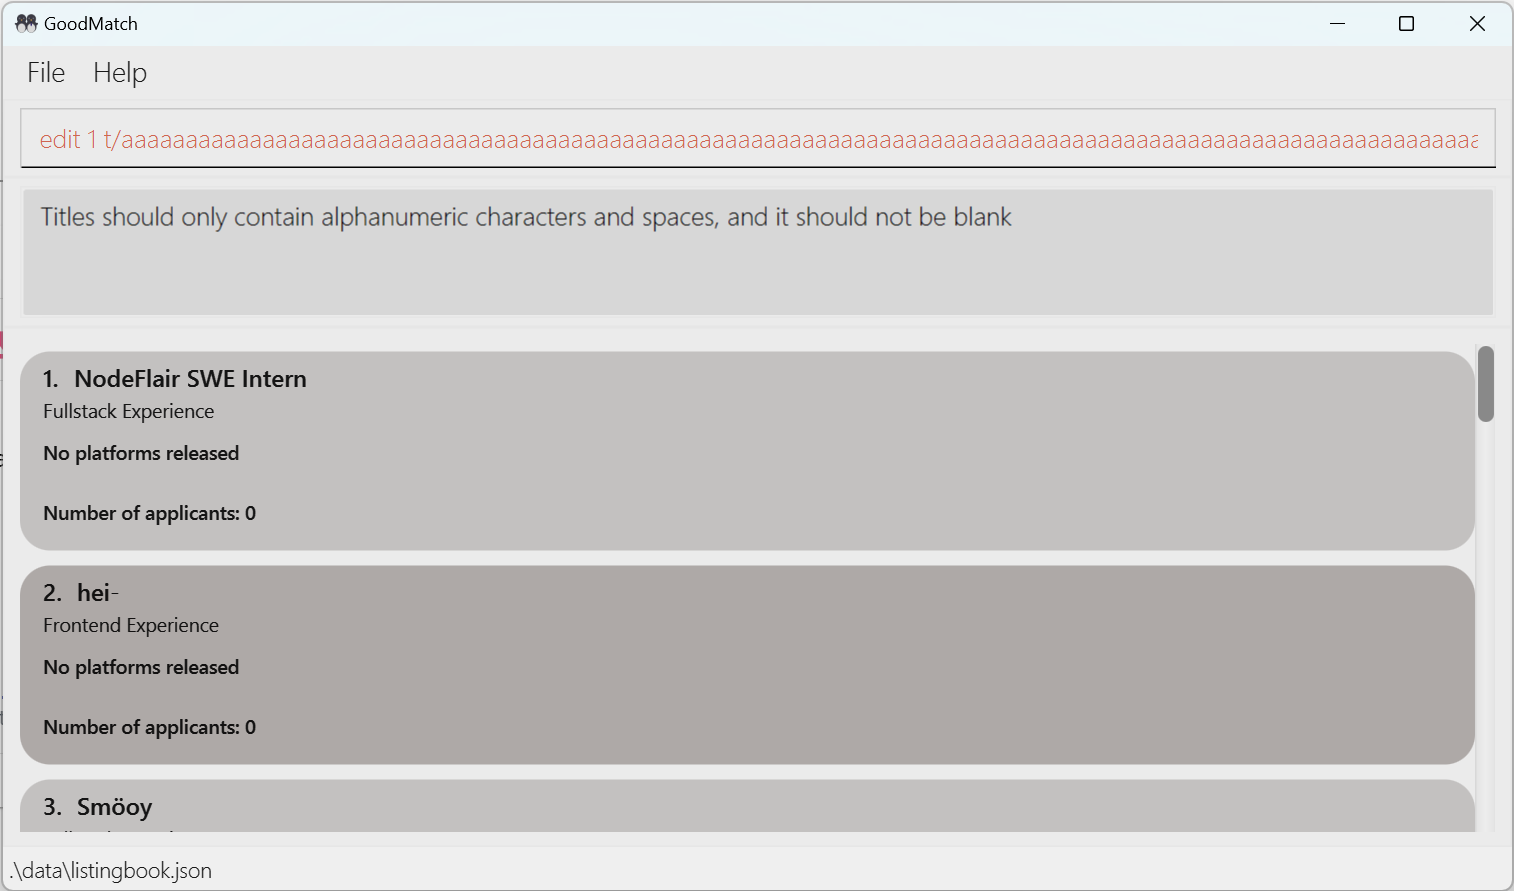 GoodMatch
File Help
edit 1 t/aaaaaaaaaaaaaaaaaaaaaaaaaaaaaaaaaaaaaaaaaaaaaaaaaaaaaaaaaaaaaaaaaaaaaaaaaaaaaaaaaaaaaaaaaaaaaaaaaaaaaaaaaa
Titles should only contain alphanumeric characters and spaces, and it should not be blank
1. NodeFlair SWE Intern
Fullstack Experience
No platforms released
Number of applicants: 0
2. hei-
Frontend Experience
No platforms released
Number of applicants: 0
3. Smöoy
.\data\listingbook.json